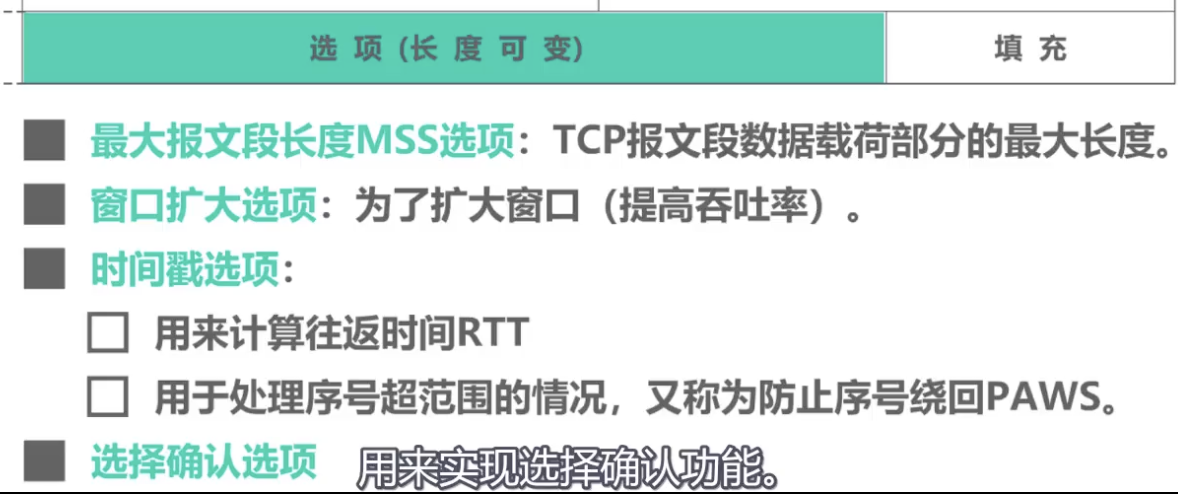 选 项 (长 度 可 变) 填 充
最大报文段长度MSS选项：TCP报文段数据载荷部分的最大长度。
窗口扩大选项：为了扩大窗口（提高吞吐率）。
时间戳选项：
用来计算往返时间RTT
用于处理序号超范围的情况，又称为防止序号绕回PAWS。
选择确认选项 用来实现选择确认功能。